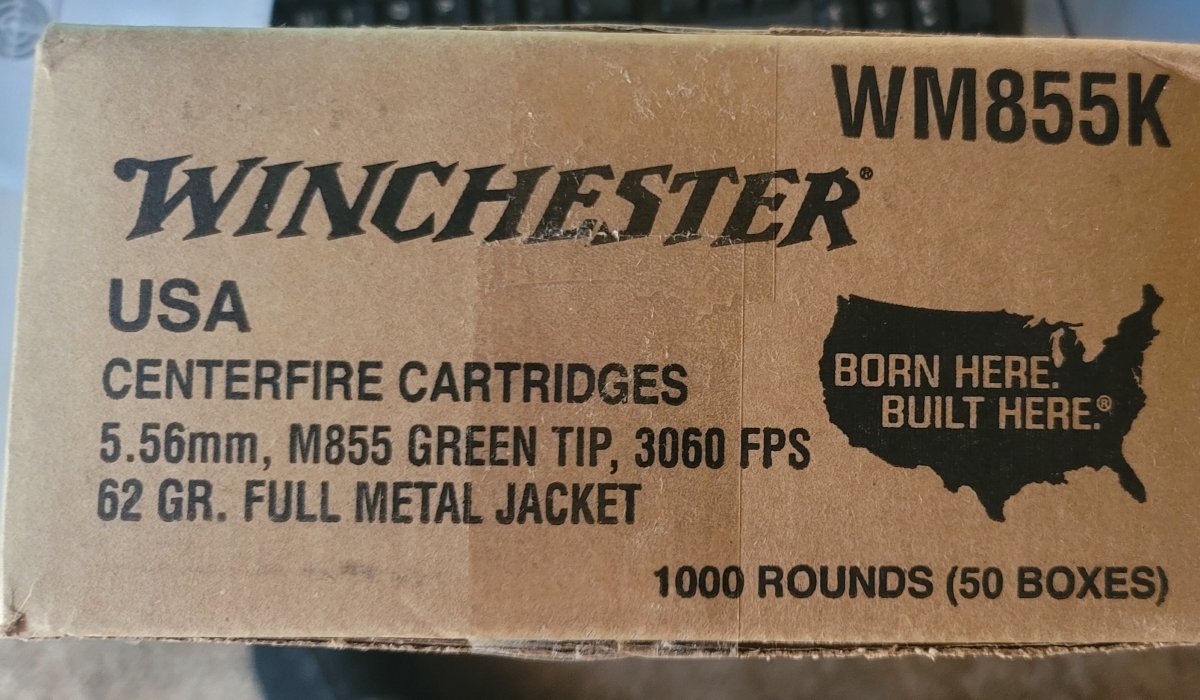 WM855K
WINCHESTER®
USA
CENTERFIRE CARTRIDGES
5.56mm, M855 GREEN TIP, 3060 FPS
62 GR. FULL METAL JACKET
BORN HERE.
BUILT HERE.®
1000 ROUNDS (50 BOXES)